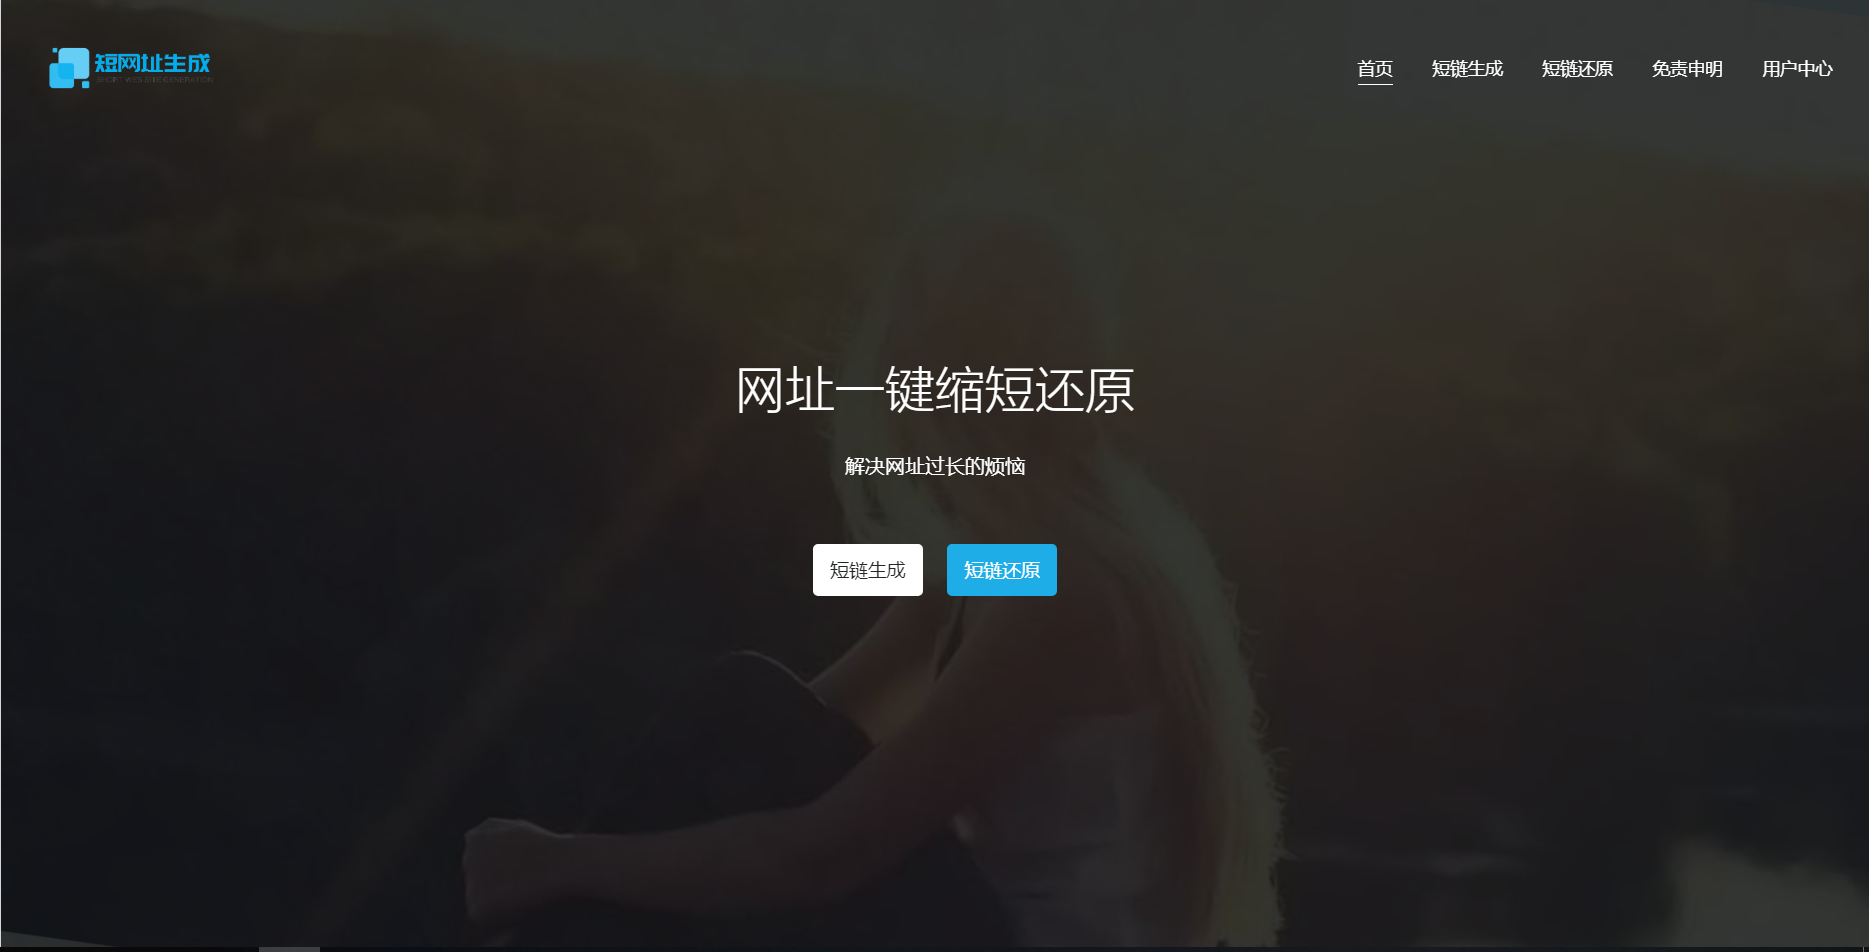 短网址生成
SHORT WEBSITE GENERATION
首页
短链生成
短链还原
免责申明
用户中心
网址一键缩短还原
解决网址过长的烦恼
短链生成
短链还原